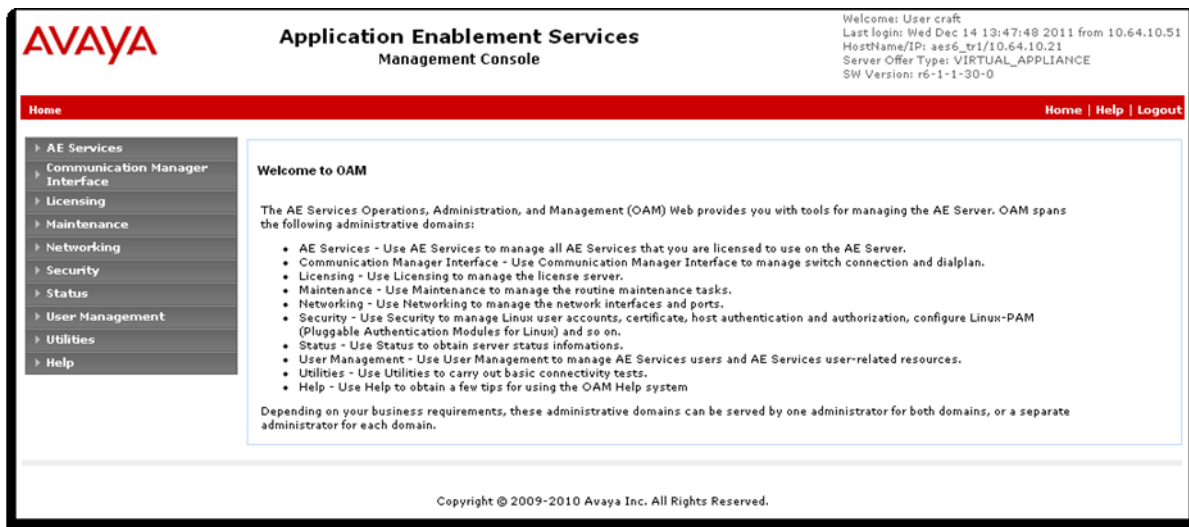 AVAYA
Application Enablement Services
Management Console
Welcome: User craft
Last login: Wed Dec 14 13:47:48 2011 from 10.64.10.51
HostName/IP: aes6_tr1/10.64.10.21
Server Offer Type: VIRTUAL_APPLIANCE
SW Version: r6-1-1-30-0
Home
Home | Help | Logout
AE Services
Communication Manager
Interface
Licensing
Maintenance
Networking
Security
Status
User Management
Utilities
Help
Welcome to OAM
The AE Services Operations, Administration, and Management (OAM) Web provides you with tools for managing the AE Server. OAM spans
the following administrative domains:
• AE Services - Use AE Services to manage all AE Services that you are licensed to use on the AE Server.
• Communication Manager Interface - Use Communication Manager Interface to manage switch connection and dialplan.
• Licensing - Use Licensing to manage the license server.
• Maintenance - Use Maintenance to manage the routine maintenance tasks.
• Networking - Use Networking to manage the network interfaces and ports.
• Security - Use Security to manage Linux user accounts, certificate, host authentication and authorization, configure Linux-PAM
(Pluggable Authentication Modules for Linux) and so on.
• Status - Use Status to obtain server status infomations.
• User Management - Use User Management to manage AE Services users and AE Services user-related resources.
• Utilities - Use Utilities to carry out basic connectivity tests.
• Help - Use Help to obtain a few tips for using the OAM Help system
Depending on your business requirements, these administrative domains can be served by one administrator for both domains, or a separate
administrator for each domain.
Copyright © 2009-2010 Avaya Inc. All Rights Reserved.